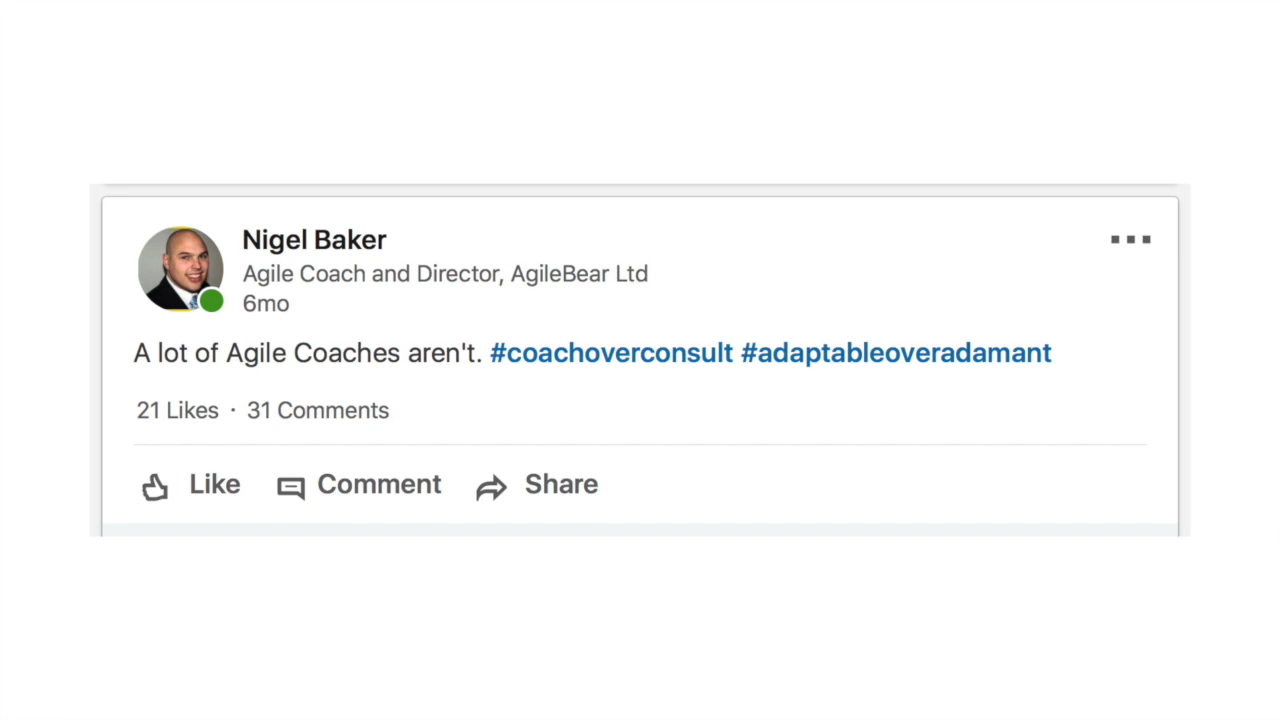 Nigel Baker
Agile Coach and Director, AgileBear Ltd
6mo
A lot of Agile Coaches aren't. #coachoverconsult #adaptableoveradamant
21 Likes · 31 Comments
Like Comment Share